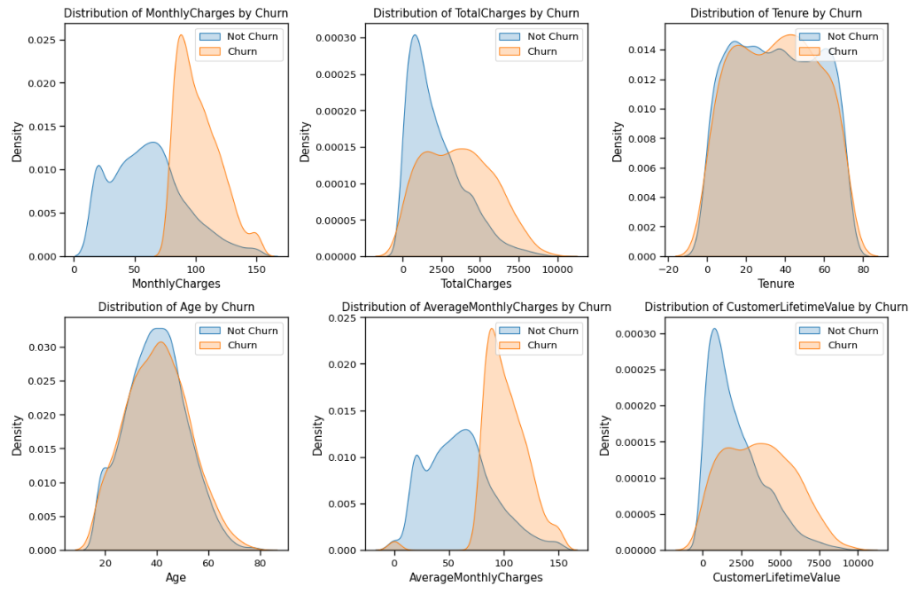 Distribution of MonthlyCharges by Churn
0.025
0.020
0.015
0.010
0.005
0.000
Density
Not Churn
Churn
0
50
100
150
MonthlyCharges
Distribution of TotalCharges by Churn
0.00030
0.00025
0.00020
0.00015
0.00010
0.00005
0.00000
Density
Not Churn
Churn
0
2500
5000
7500
10000
TotalCharges
Distribution of Tenure by Churn
0.014
0.012
0.010
0.008
0.006
0.004
0.002
0.000
Density
Not Churn
Churn
−20
0
20
40
60
80
Tenure
Distribution of Age by Churn
0.030
0.025
0.020
0.015
0.010
0.005
0.000
Density
Not Churn
Churn
20
40
60
80
Age
Distribution of AverageMonthlyCharges by Churn
0.025
0.020
0.015
0.010
0.005
0.000
Density
Not Churn
Churn
0
50
100
150
AverageMonthlyCharges
Distribution of CustomerLifetimeValue by Churn
0.00030
0.00025
0.00020
0.00015
0.00010
0.00005
0.00000
Density
Not Churn
Churn
0
2500
5000
7500
10000
CustomerLifetimeValue